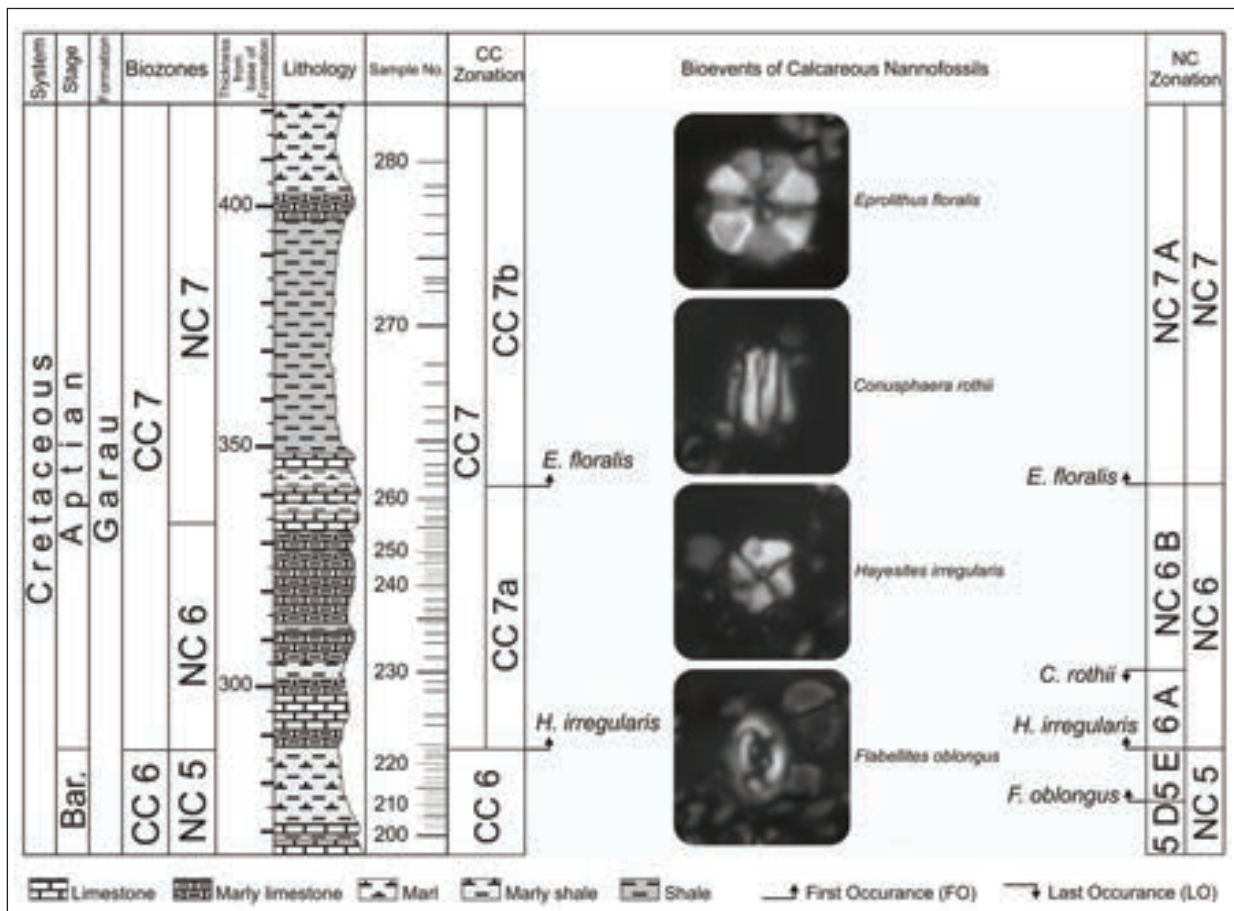 System
Stage
Formation
Biozones
Thickness from base of Formation
Lithology
Sample No.
CC Zonation
Bioevents of Calcareous Nannofossils
NC Zonation
Cretaceous
Aptian
Bar.
Garau
CC 7
CC 6
NC 7
NC 6
NC 5
400
350
300
280
270
260
250
240
230
220
210
200
CC 7
CC 7b
CC 7a
CC 6
E. floralis
H. irregularis
Eprolithus floralis
Conusphaera rothii
Hayesites irregularis
Flabellites oblongus
E. floralis
C. rothii
H. irregularis
F. oblongus
NC 7 A
NC 6 B
6 A
5 E
5 D
NC 7
NC 6
NC 5
Limestone
Marly limestone
Marl
Marly shale
Shale
First Occurance (FO)
Last Occurance (LO)